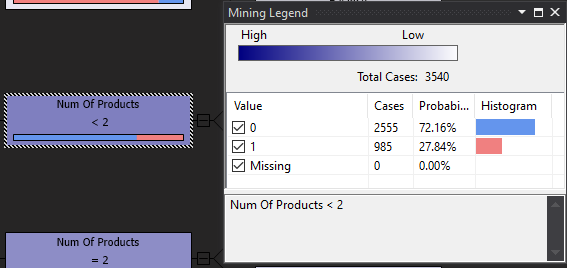 Mining Legend
High Low
Total Cases: 3540
Num Of Products
< 2
Value Cases Probabi... Histogram
0 2555 72.16%
1 985 27.84%
Missing 0 0.00%
Num Of Products < 2
Num Of Products
= 2